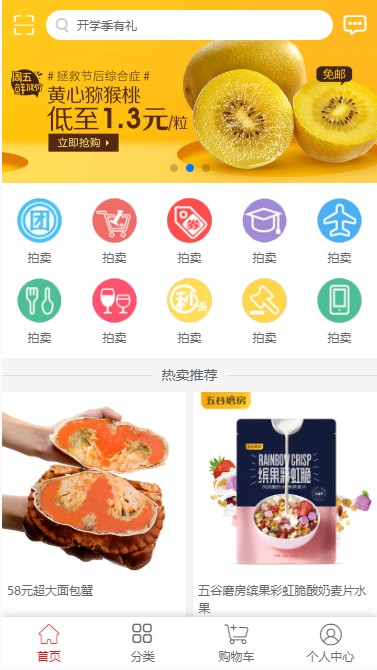 开学季有礼
周五
鲜放价
# 拯救节后综合症 #
黄心猕猴桃
低至1.3元/粒
立即抢购
免邮
团
券
秒杀
拍卖 拍卖 拍卖 拍卖 拍卖
拍卖 拍卖 拍卖 拍卖 拍卖
热卖推荐
五谷磨房
RAINBOW CRISP
缤果彩虹脆
58元超大面包蟹
五谷磨房缤果彩虹脆酸奶麦片水
果
首页 分类 购物车 个人中心